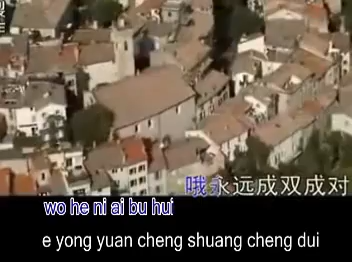 哦永远成双成对
wo he ni ai bu hui
e yong yuan cheng shuang cheng dui